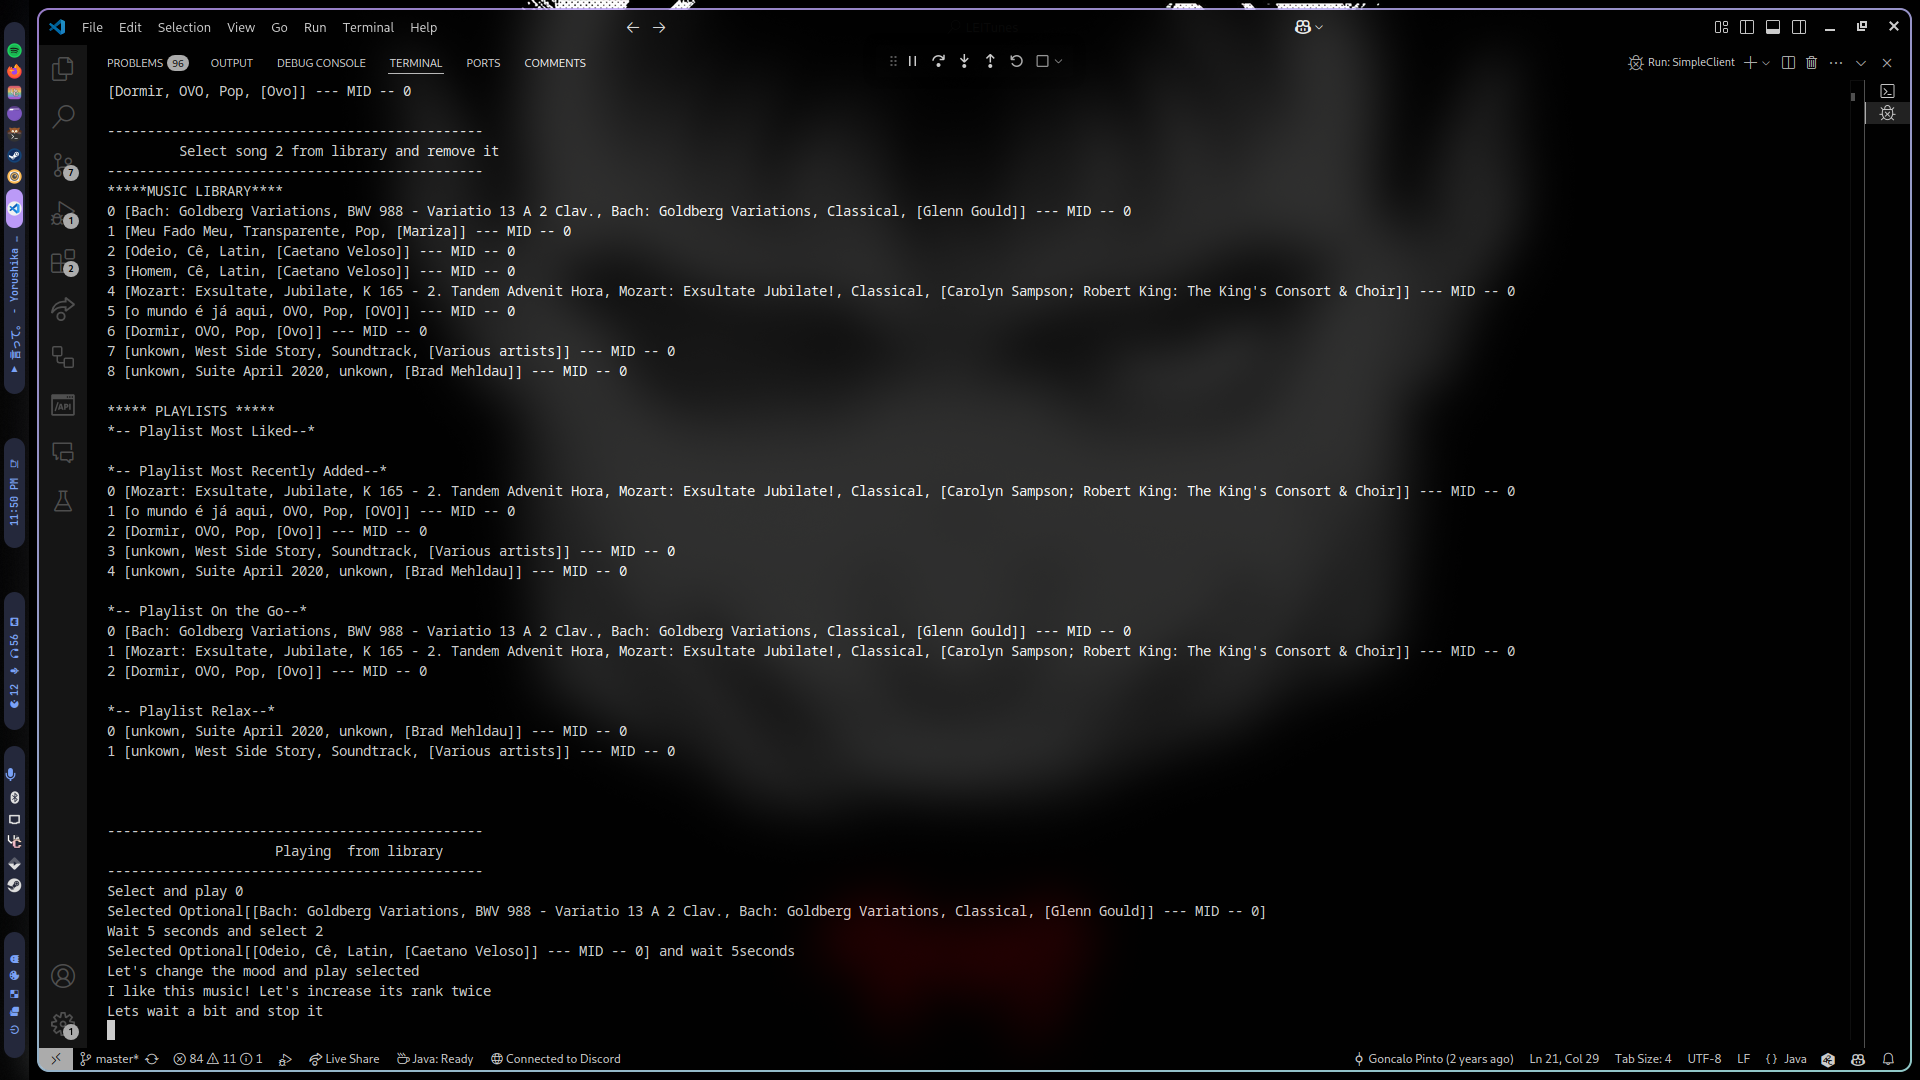 File Edit Selection View Go Run Terminal Help
PROBLEMS 96 OUTPUT DEBUG CONSOLE TERMINAL PORTS COMMENTS
Run: SimpleClient
[Dormir, OVO, Pop, [Ovo]] --- MID -- 0
-----------------------------------------------
Select song 2 from library and remove it
-----------------------------------------------
*****MUSIC LIBRARY****
0 [Bach: Goldberg Variations, BWV 988 - Variatio 13 A 2 Clav., Bach: Goldberg Variations, Classical, [Glenn Gould]] --- MID -- 0
1 [Meu Fado Meu, Transparente, Pop, [Mariza]] --- MID -- 0
2 [Odeio, Cê, Latin, [Caetano Veloso]] --- MID -- 0
3 [Homem, Cê, Latin, [Caetano Veloso]] --- MID -- 0
4 [Mozart: Exsultate, Jubilate, K 165 - 2. Tandem Advenit Hora, Mozart: Exsultate Jubilate!, Classical, [Carolyn Sampson; Robert King: The King's Consort & Choir]] --- MID -- 0
5 [o mundo é já aqui, OVO, Pop, [OVO]] --- MID -- 0
6 [Dormir, OVO, Pop, [Ovo]] --- MID -- 0
7 [unkown, West Side Story, Soundtrack, [Various artists]] --- MID -- 0
8 [unkown, Suite April 2020, unkown, [Brad Mehldau]] --- MID -- 0
***** PLAYLISTS *****
*-- Playlist Most Liked--*
*-- Playlist Most Recently Added--*
0 [Mozart: Exsultate, Jubilate, K 165 - 2. Tandem Advenit Hora, Mozart: Exsultate Jubilate!, Classical, [Carolyn Sampson; Robert King: The King's Consort & Choir]] --- MID -- 0
1 [o mundo é já aqui, OVO, Pop, [OVO]] --- MID -- 0
2 [Dormir, OVO, Pop, [Ovo]] --- MID -- 0
3 [unkown, West Side Story, Soundtrack, [Various artists]] --- MID -- 0
4 [unkown, Suite April 2020, unkown, [Brad Mehldau]] --- MID -- 0
*-- Playlist On the Go--*
0 [Bach: Goldberg Variations, BWV 988 - Variatio 13 A 2 Clav., Bach: Goldberg Variations, Classical, [Glenn Gould]] --- MID -- 0
1 [Mozart: Exsultate, Jubilate, K 165 - 2. Tandem Advenit Hora, Mozart: Exsultate Jubilate!, Classical, [Carolyn Sampson; Robert King: The King's Consort & Choir]] --- MID -- 0
2 [Dormir, OVO, Pop, [Ovo]] --- MID -- 0
*-- Playlist Relax--*
0 [unkown, Suite April 2020, unkown, [Brad Mehldau]] --- MID -- 0
1 [unkown, West Side Story, Soundtrack, [Various artists]] --- MID -- 0
-----------------------------------------------
Playing  from library
-----------------------------------------------
Select and play 0
Selected Optional[[Bach: Goldberg Variations, BWV 988 - Variatio 13 A 2 Clav., Bach: Goldberg Variations, Classical, [Glenn Gould]] --- MID -- 0]
Wait 5 seconds and select 2
Selected Optional[[Odeio, Cê, Latin, [Caetano Veloso]] --- MID -- 0] and wait 5seconds
Let's change the mood and play selected
I like this music! Let's increase its rank twice
Lets wait a bit and stop it
7
1
2
/API
1
- Yorushika -
11:50 PM
56
12
master* 84 11 1 Live Share Java: Ready Connected to Discord
Goncalo Pinto (2 years ago) Ln 21, Col 29 Tab Size: 4 UTF-8 LF {} Java